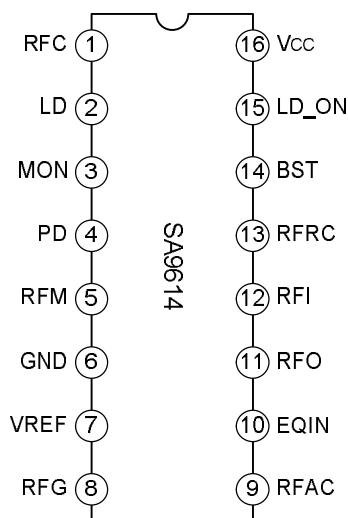 RFC 1 16 Vcc
LD 2 15 LD_ON
MON 3 14 BST
PD 4 13 RFRC
SA9614
RFM 5 12 RFI
GND 6 11 RFO
VREF 7 10 EQIN
RFG 8 9 RFAC